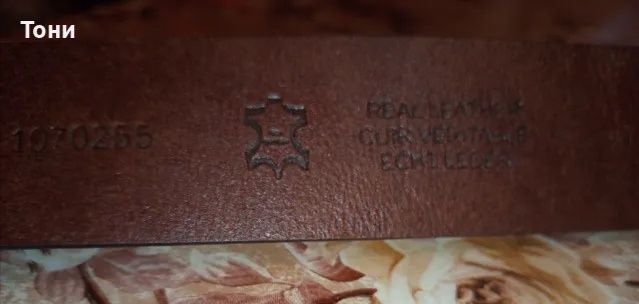 Тони
1070255
REAL LEATHER
CUIR VERITABLE
ECHT LEDER